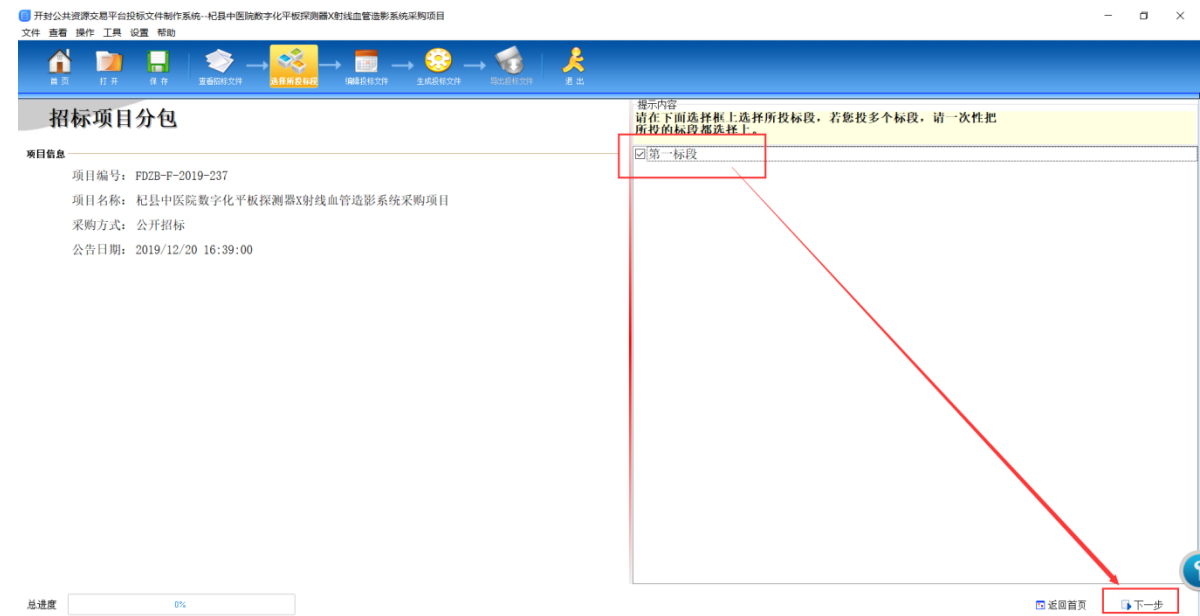 开封公共资源交易平台投标文件制作系统--杞县中医院数字化平板探测器X射线血管造影系统采购项目
文件 查看 操作 工具 设置 帮助
首 页 打 开 保 存 查看招标文件 选择所投标段 编辑投标文件 生成投标文件 导出投标文件 退 出
招标项目分包
项目信息
项目编号: FDZB-F-2019-237
项目名称: 杞县中医院数字化平板探测器X射线血管造影系统采购项目
采购方式: 公开招标
公告日期: 2019/12/20 16:39:00
提示内容
请在下面选择框上选择所投标段，若您投多个标段，请一次性把
所投的标段都选择上。
第一标段
总进度 0% 返回首页 下一步